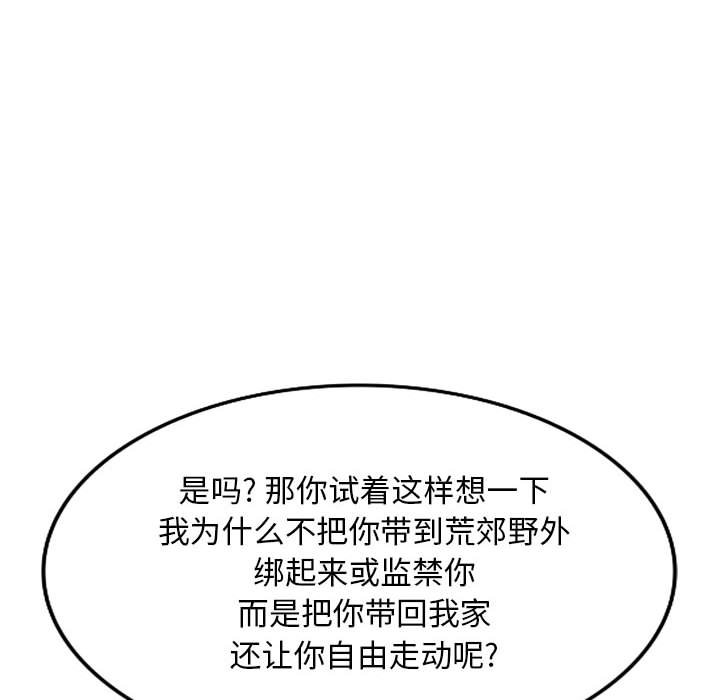 是吗? 那你试着这样想一下
我为什么不把你带到荒郊野外
绑起来或监禁你
而是把你带回我家
还让你自由走动呢?